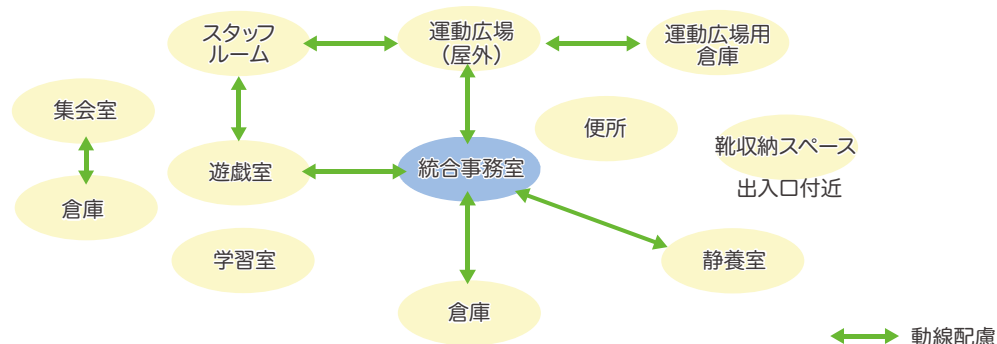 スタッフ
ルーム
運動広場
（屋外）
運動広場用
倉庫
集会室
便所
靴収納スペース
遊戯室
統合事務室
出入口付近
倉庫
学習室
静養室
倉庫
動線配慮